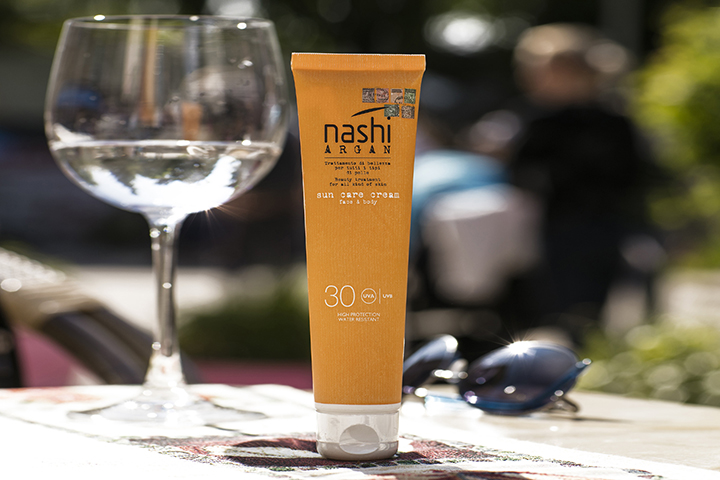 nashi
ARGAN
Trattamento di bellezza
per tutti i tipi
di pelle
Beauty treatment
for all kind of skin
sun care cream
face & body
30 UVA UVB
HIGH PROTECTION
WATER RESISTANT